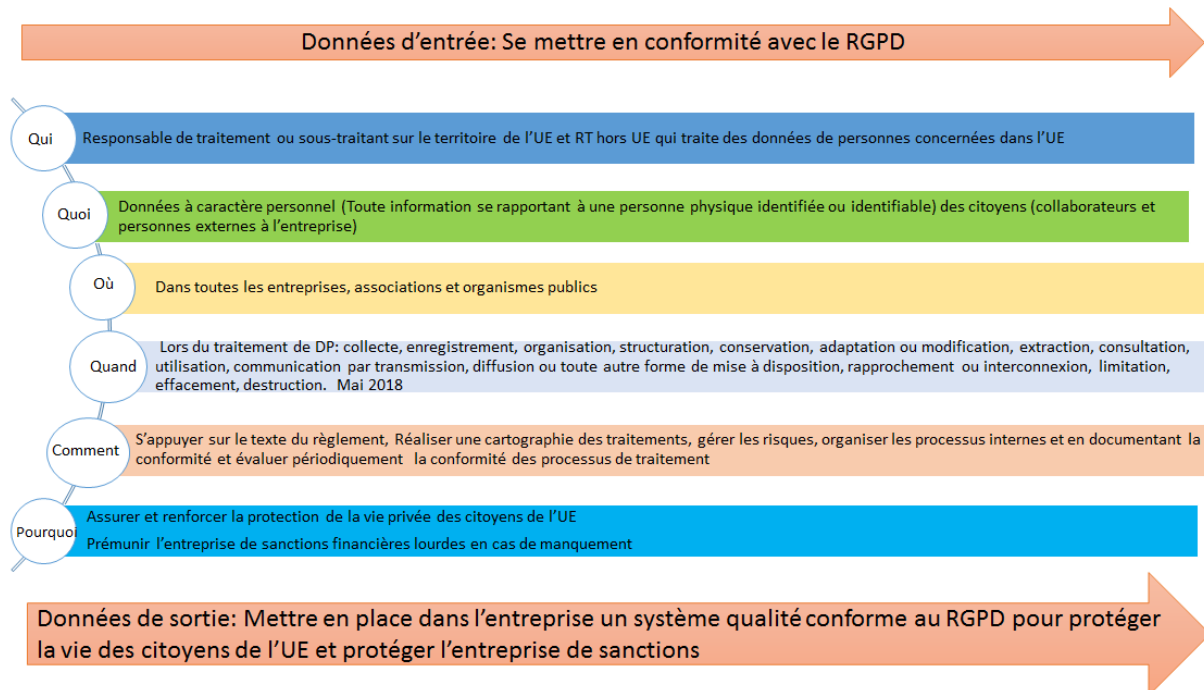 Données d’entrée: Se mettre en conformité avec le RGPD
Qui
Responsable de traitement ou sous-traitant sur le territoire de l’UE et RT hors UE qui traite des données de personnes concernées dans l’UE
Quoi
Données à caractère personnel (Toute information se rapportant à une personne physique identifiée ou identifiable) des citoyens (collaborateurs et
personnes externes à l’entreprise)
Où
Dans toutes les entreprises, associations et organismes publics
Quand
Lors du traitement de DP: collecte, enregistrement, organisation, structuration, conservation, adaptation ou modification, extraction, consultation,
utilisation, communication par transmission, diffusion ou toute autre forme de mise à disposition, rapprochement ou interconnexion, limitation,
effacement, destruction. Mai 2018
Comment
S’appuyer sur le texte du règlement, Réaliser une cartographie des traitements, gérer les risques, organiser les processus internes et en documentant la
conformité et évaluer périodiquement la conformité des processus de traitement
Pourquoi
Assurer et renforcer la protection de la vie privée des citoyens de l’UE
Prémunir l’entreprise de sanctions financières lourdes en cas de manquement
Données de sortie: Mettre en place dans l’entreprise un système qualité conforme au RGPD pour protéger
la vie des citoyens de l’UE et protéger l’entreprise de sanctions